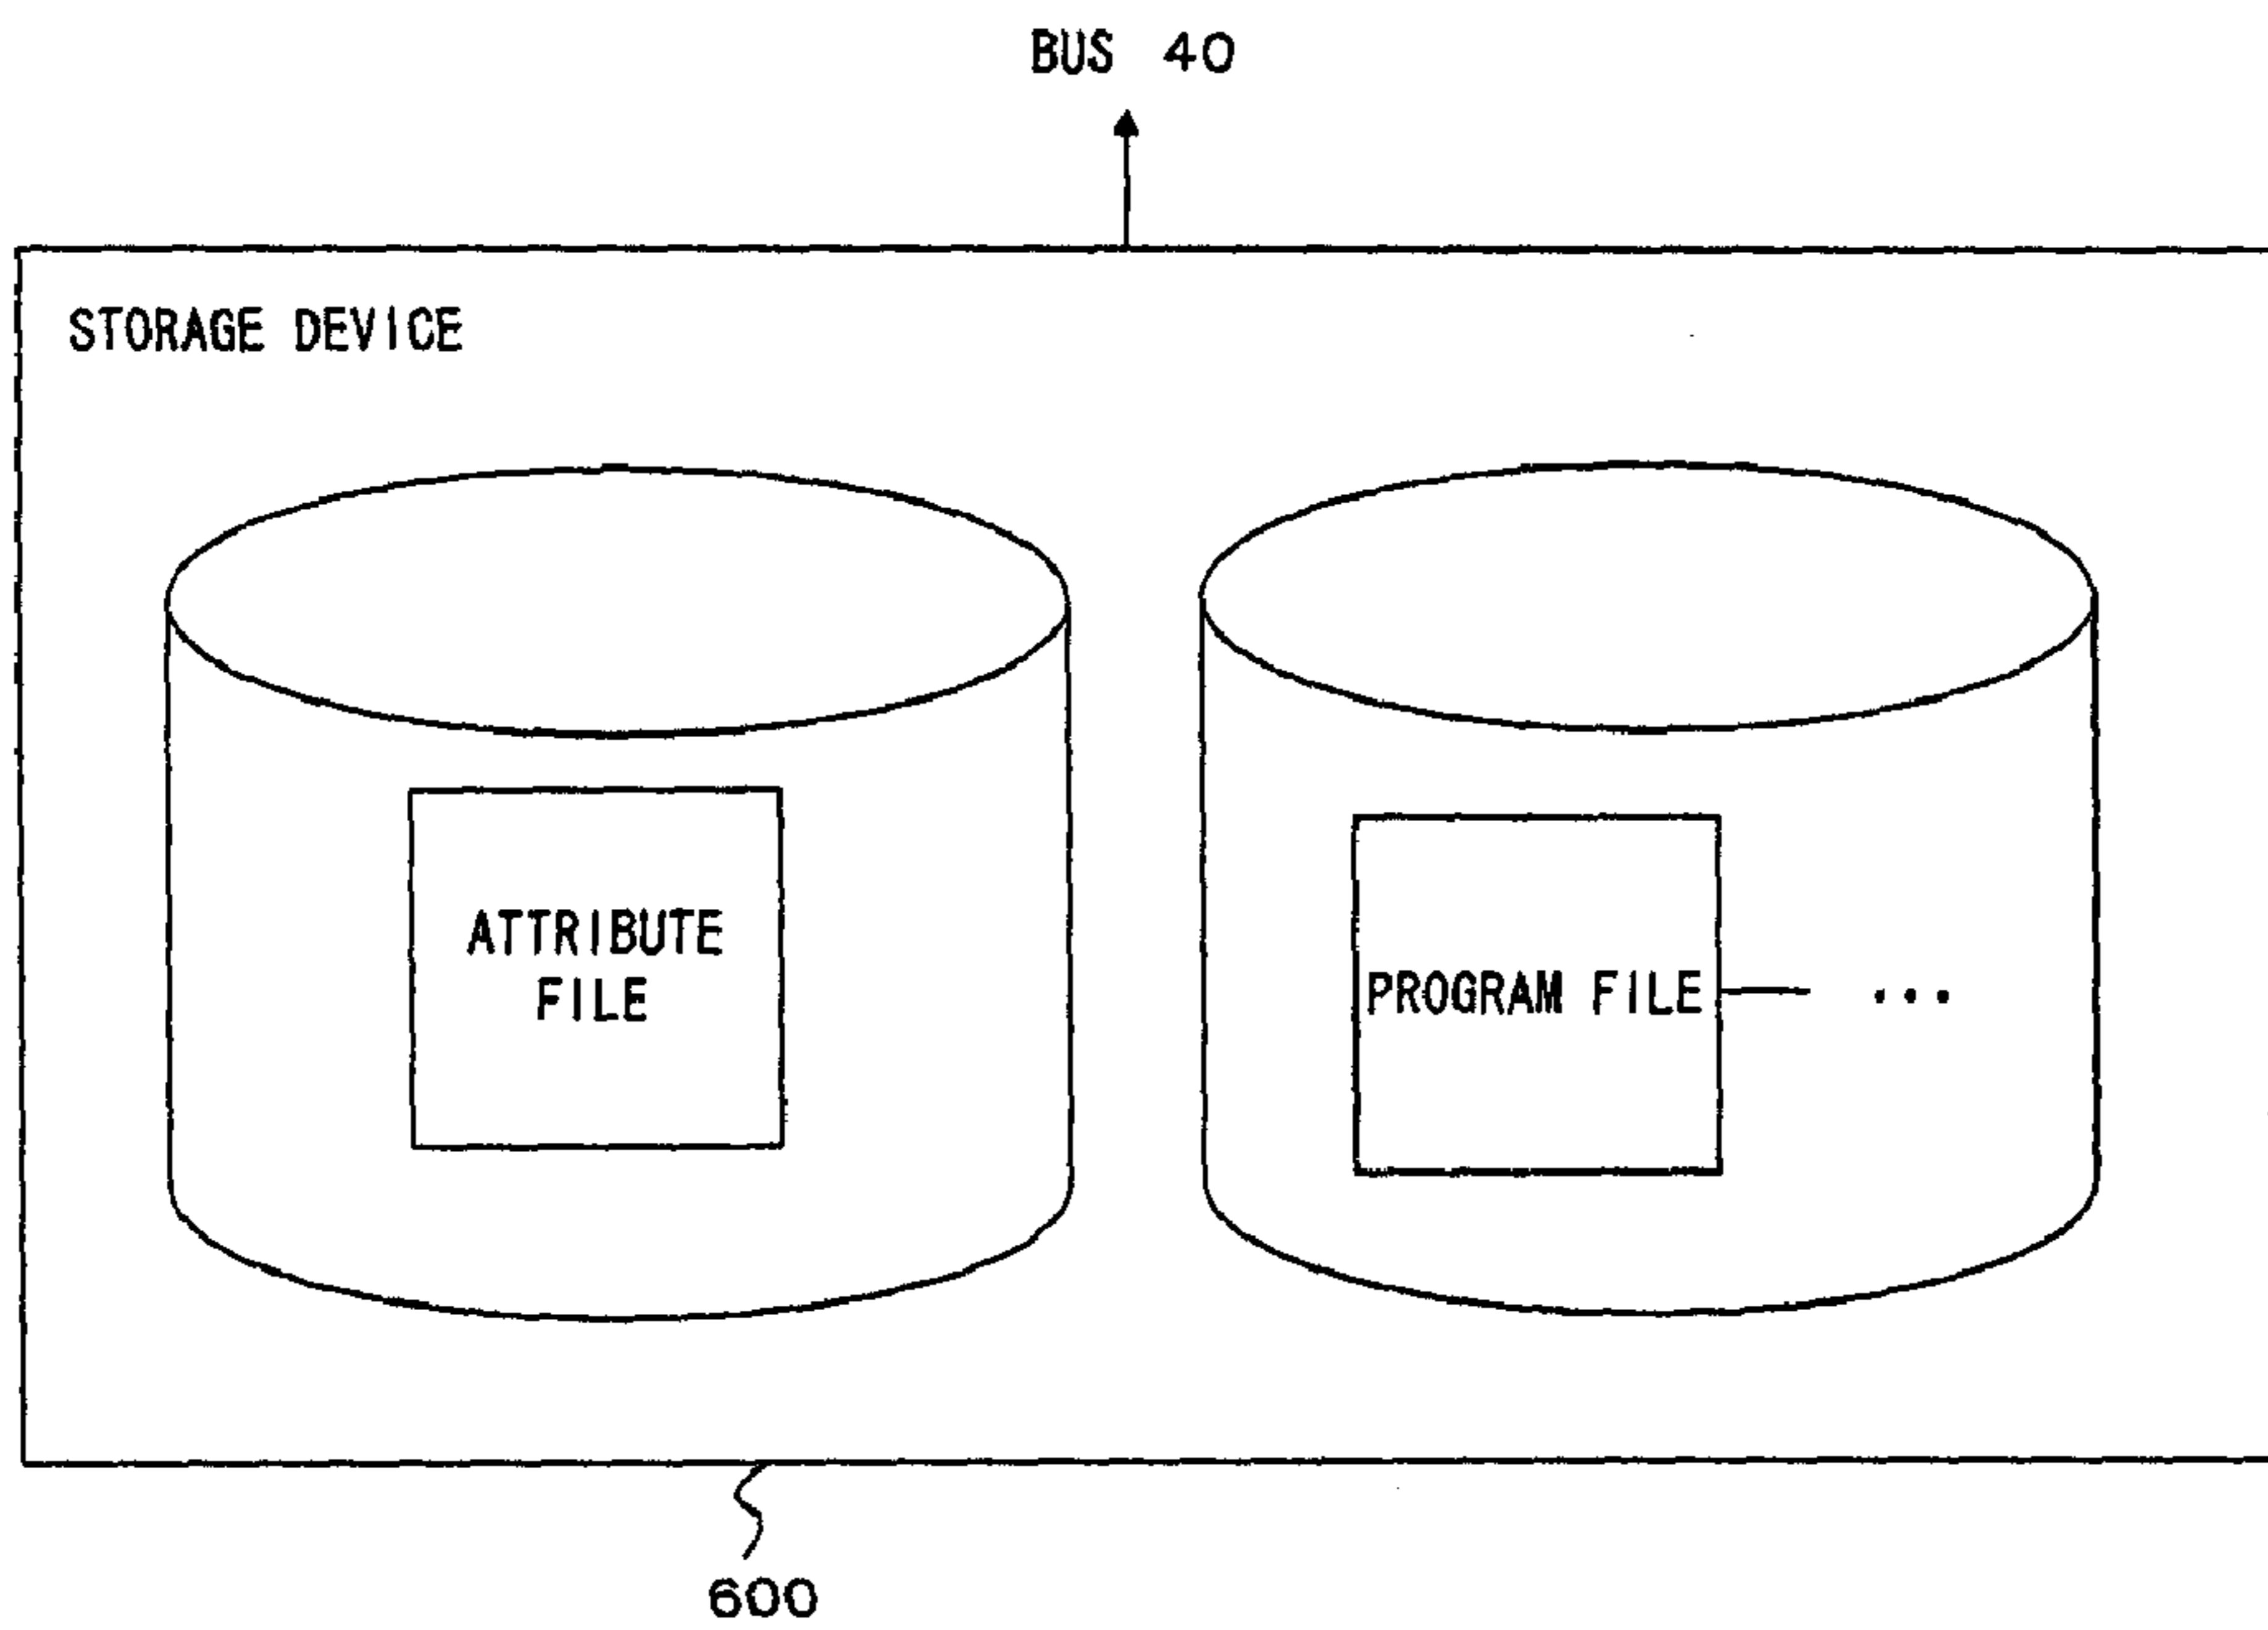 BUS 40
STORAGE DEVICE
ATTRIBUTE
FILE
PROGRAM FILE ...
600